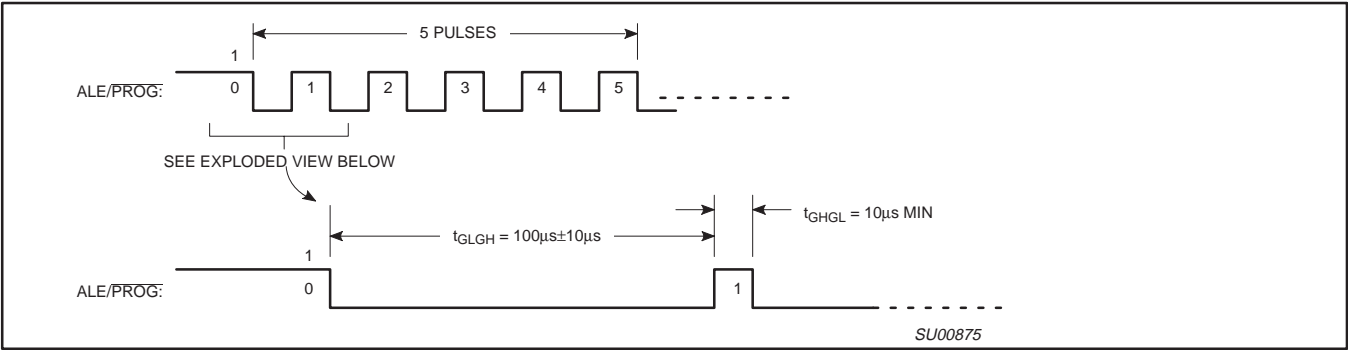 5 PULSES
1
ALE/PROG: 0 1 2 3 4 5
SEE EXPLODED VIEW BELOW
tGHGL = 10µs MIN
tGLGH = 100µs±10µs
1
ALE/PROG: 0 1
SU00875